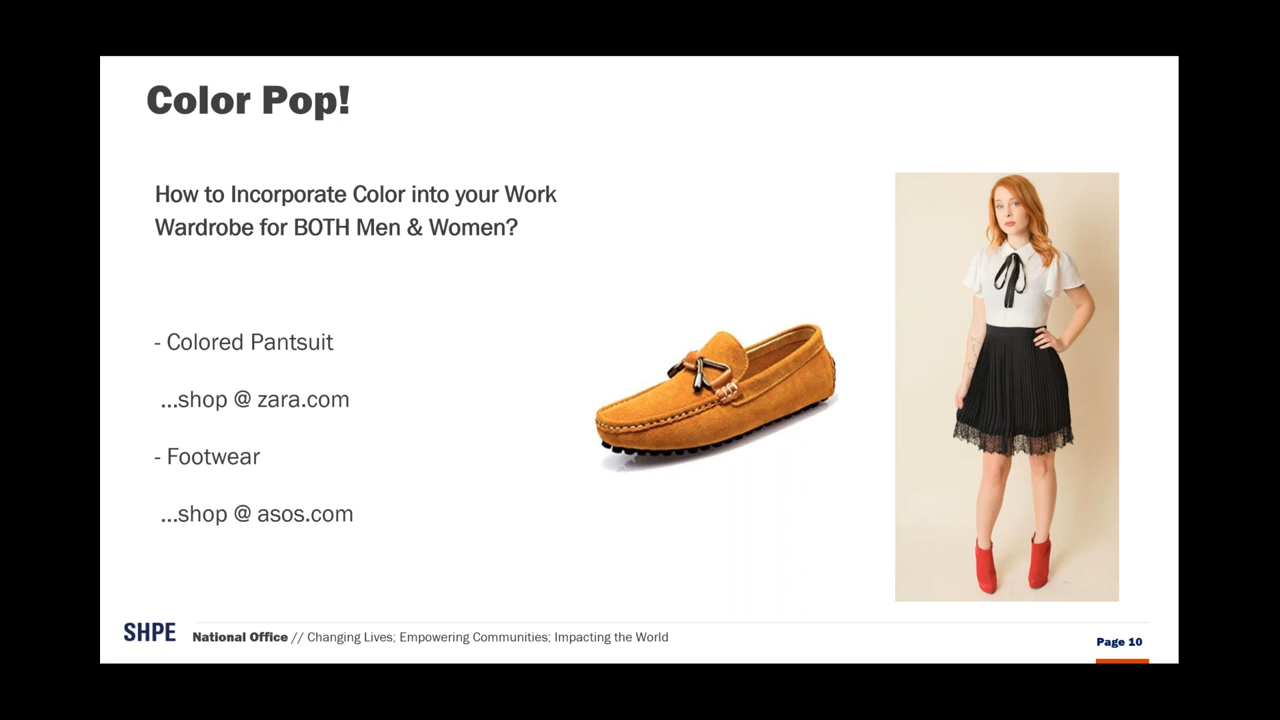 Color Pop!
How to Incorporate Color into your Work
Wardrobe for BOTH Men & Women?
- Colored Pantsuit
...shop @ zara.com
- Footwear
...shop @ asos.com
SHPE National Office // Changing Lives; Empowering Communities; Impacting the World
Page 10